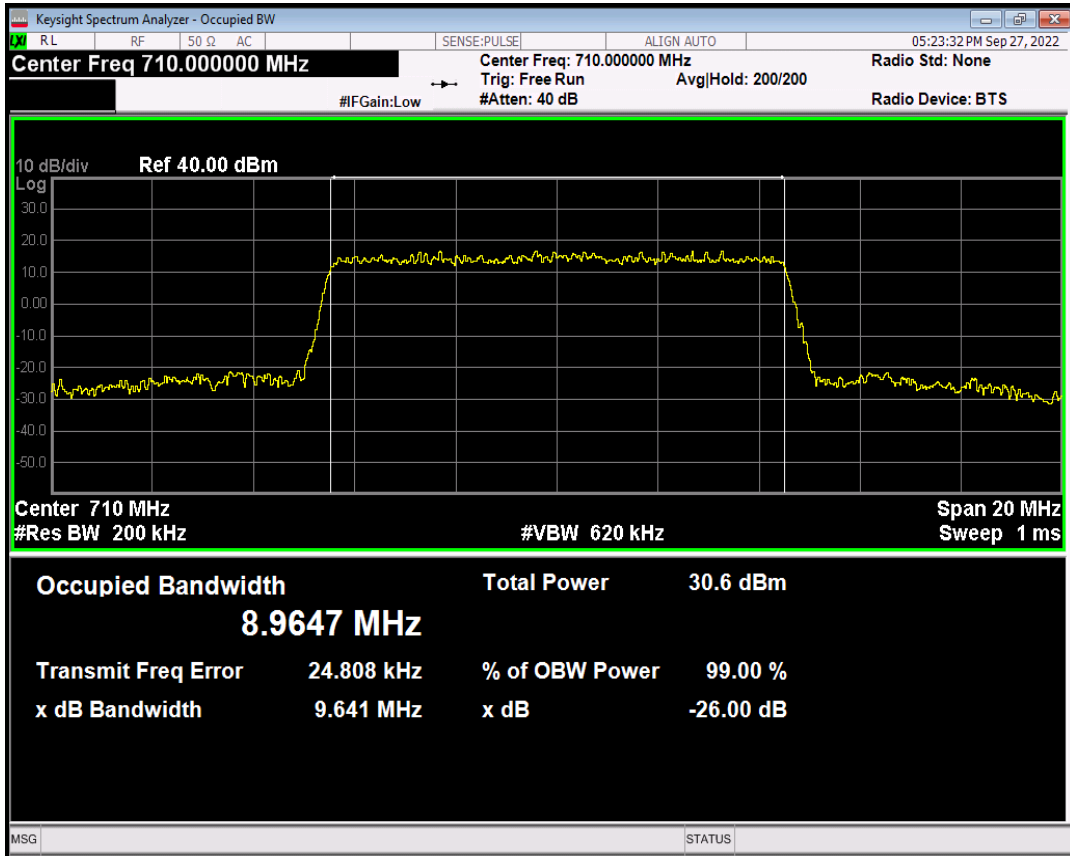 Keysight Spectrum Analyzer - Occupied BW
LXI RL RF 50 Ω AC SENSE:PULSE ALIGN AUTO 05:23:32 PM Sep 27, 2022
Center Freq 710.000000 MHz Center Freq: 710.000000 MHz Radio Std: None
Trig: Free Run Avg|Hold: 200/200
#IFGain:Low #Atten: 40 dB Radio Device: BTS
10 dB/div Ref 40.00 dBm
Log
30.0
20.0
10.0
0.00
-10.0
-20.0
-30.0
-40.0
-50.0
Center 710 MHz Span 20 MHz
#Res BW 200 kHz #VBW 620 kHz Sweep 1 ms
Occupied Bandwidth Total Power 30.6 dBm
8.9647 MHz
Transmit Freq Error 24.808 kHz % of OBW Power 99.00 %
x dB Bandwidth 9.641 MHz x dB -26.00 dB
MSG STATUS